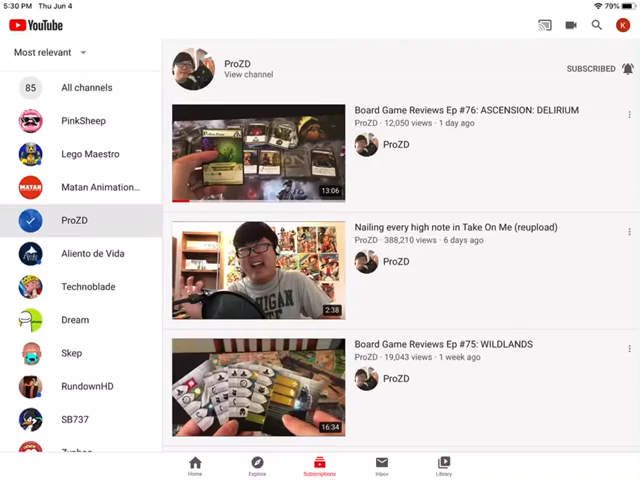 5:30 PM Thu Jun 4
79%
YouTube
K
Most relevant
85 All channels
PinkSheep
Lego Maestro
MATAN Matan Animation...
ProZD
Aliento de Vida
Technoblade
Dream
Skep
RundownHD
SB737
ProZD
View channel
SUBSCRIBED
13:06
Board Game Reviews Ep #76: ASCENSION: DELIRIUM
ProZD · 12,050 views · 1 day ago
ProZD
HIGAN
2:38
Nailing every high note in Take On Me (reupload)
ProZD · 388,210 views · 6 days ago
ProZD
16:34
Board Game Reviews Ep #75: WILDLANDS
ProZD · 19,043 views · 1 week ago
ProZD
Home
Explore
Subscriptions
Inbox
Library